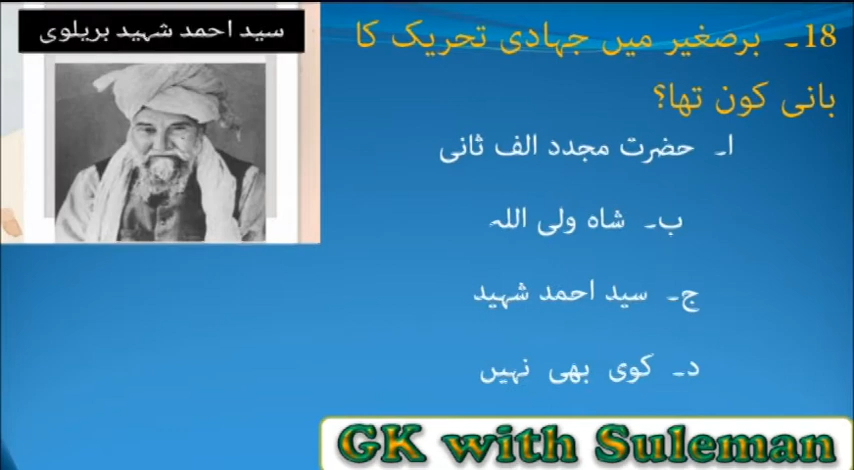 سید احمد شہید بریلوی
18۔ برصغیر میں جہادی تحریک کا
بانی کون تھا؟
ا۔ حضرت مجدد الف ثانی
ب۔ شاہ ولی اللہ
ج۔ سید احمد شہید
د۔ کوی بھی نہیں
GK with Suleman